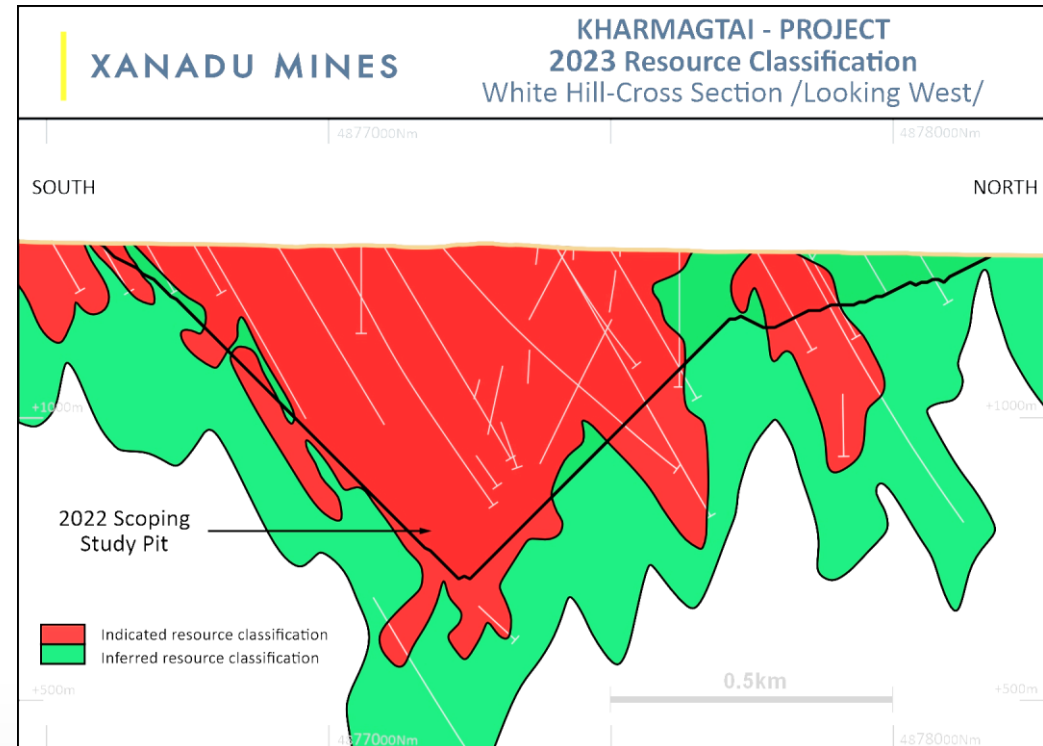 XANADU MINES
KHARMAGTAI - PROJECT
2023 Resource Classification
White Hill-Cross Section /Looking West/
4877000Nm
4878000Nm
SOUTH
NORTH
+1000m
+1000m
2022 Scoping
Study Pit
Indicated resource classification
Inferred resource classification
0.5km
+500m
+500m
4877000Nm
4878000Nm